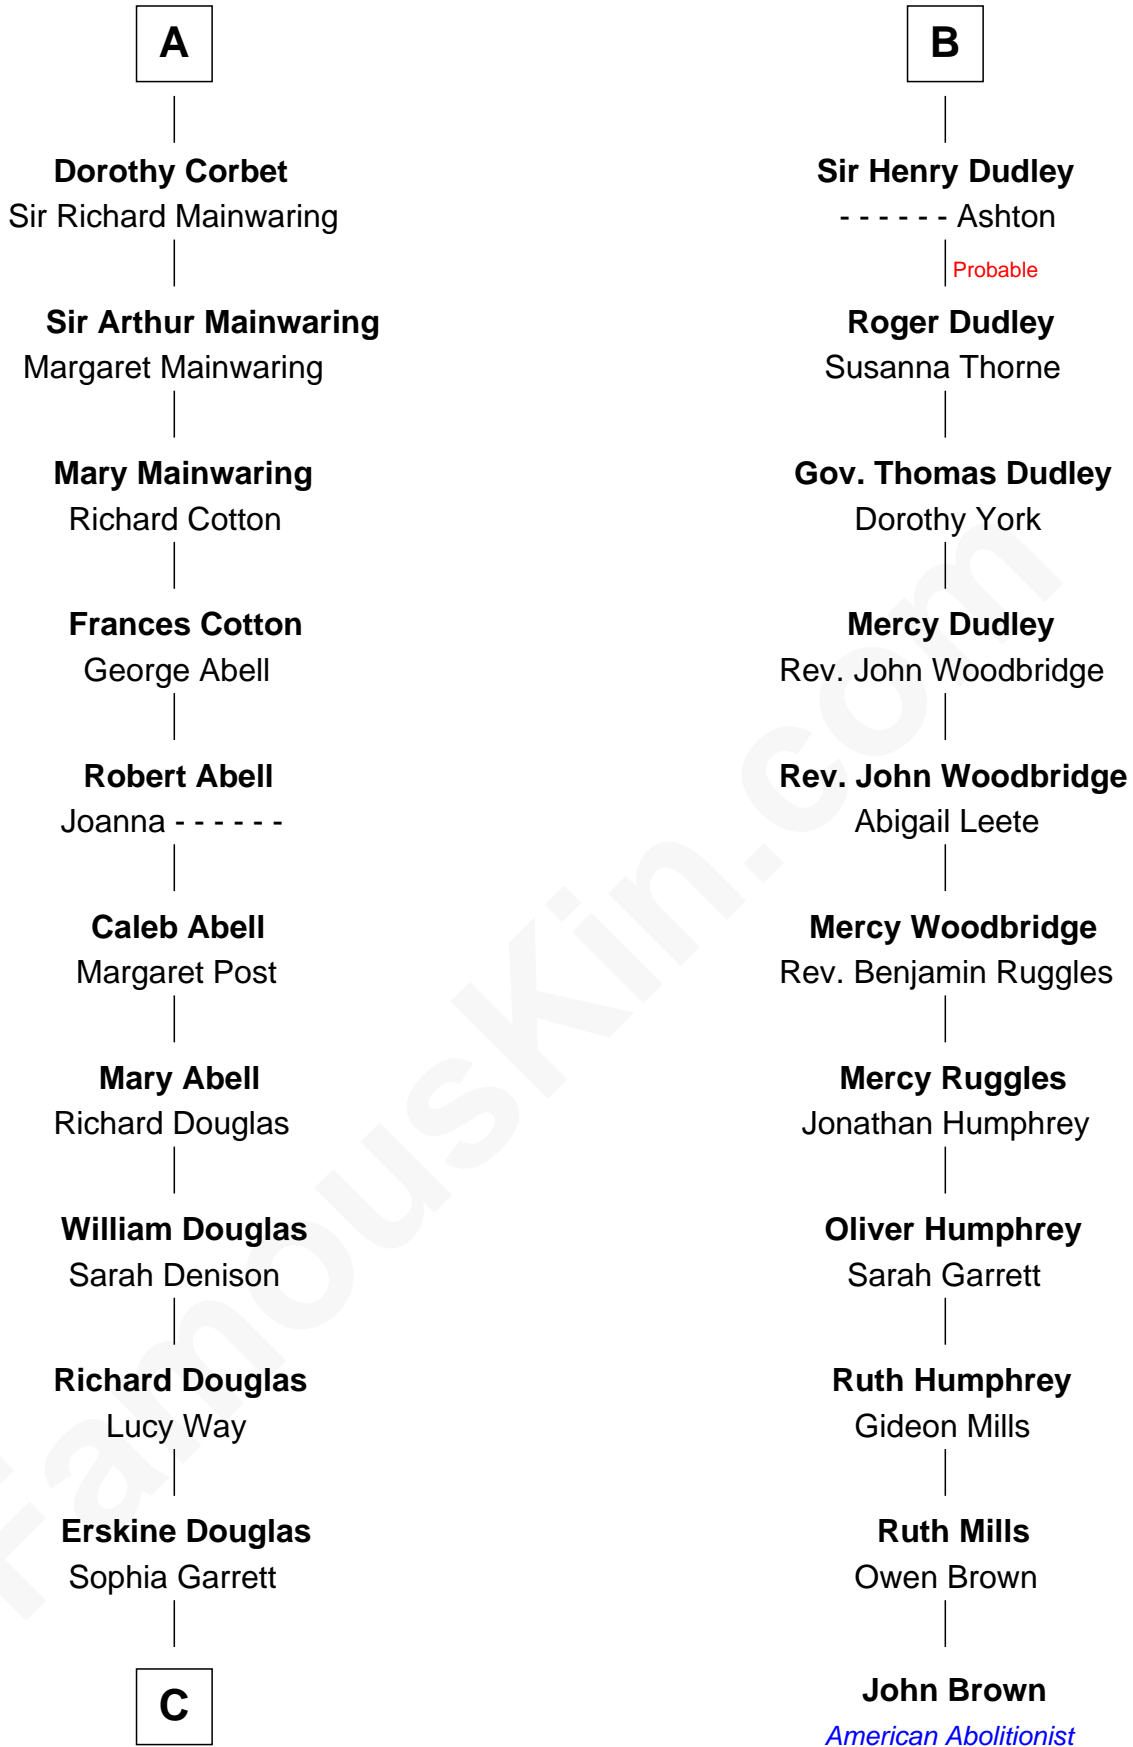 A
Dorothy Corbet
Sir Richard Mainwaring
Sir Arthur Mainwaring
Margaret Mainwaring
Mary Mainwaring
Richard Cotton
Frances Cotton
George Abell
Robert Abell
Joanna - - - - - -
Caleb Abell
Margaret Post
Mary Abell
Richard Douglas
William Douglas
Sarah Denison
Richard Douglas
Lucy Way
Erskine Douglas
Sophia Garrett
C
B
Sir Henry Dudley
- - - - - - Ashton
Probable
Roger Dudley
Susanna Thorne
Gov. Thomas Dudley
Dorothy York
Mercy Dudley
Rev. John Woodbridge
Rev. John Woodbridge
Abigail Leete
Mercy Woodbridge
Rev. Benjamin Ruggles
Mercy Ruggles
Jonathan Humphrey
Oliver Humphrey
Sarah Garrett
Ruth Humphrey
Gideon Mills
Ruth Mills
Owen Brown
John Brown
American Abolitionist
FamousKin.com